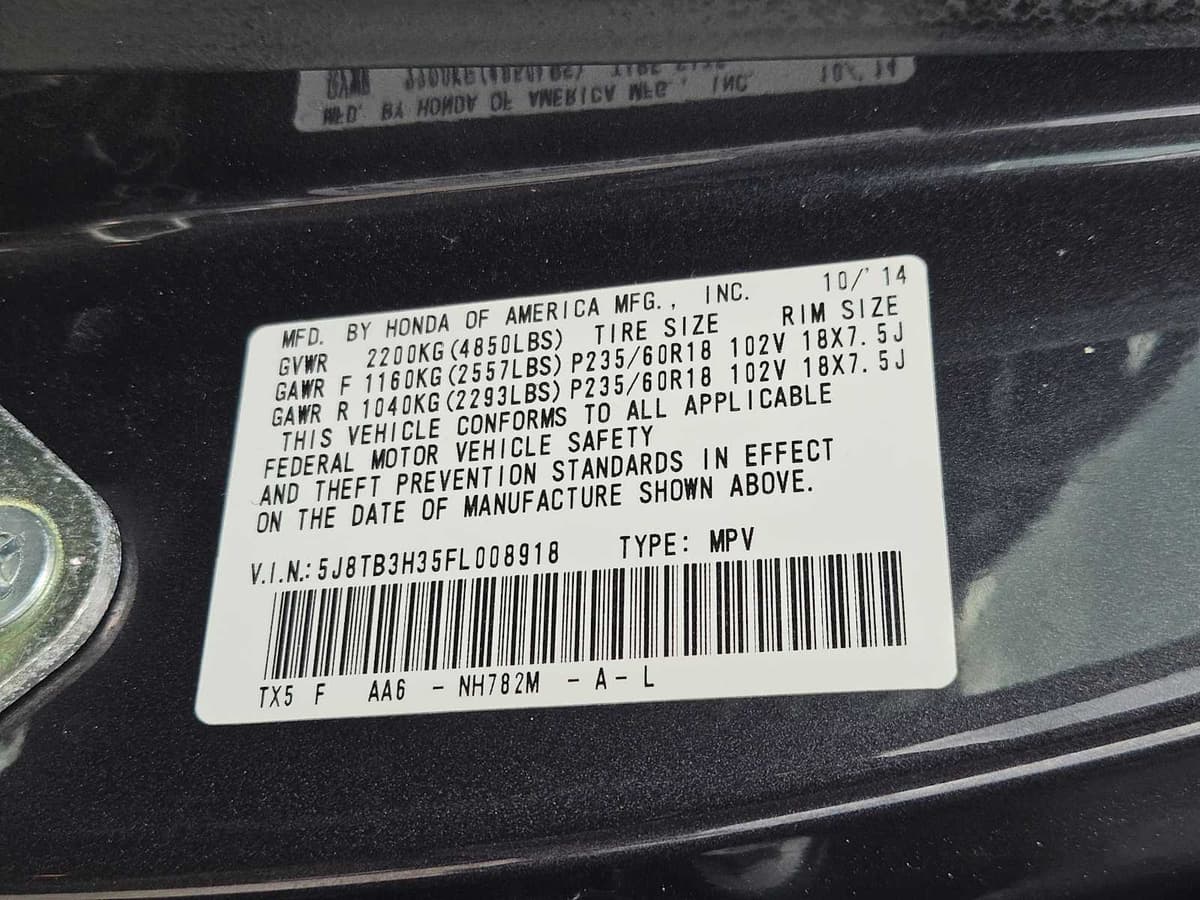 MFD. BY HONDA OF AMERICA MFG., INC. 10/'14
GVWR 2200KG(4850LBS) TIRE SIZE RIM SIZE
GAWR F 1160KG(2557LBS) P235/60R18 102V 18X7.5J
GAWR R 1040KG(2293LBS) P235/60R18 102V 18X7.5J
THIS VEHICLE CONFORMS TO ALL APPLICABLE
FEDERAL MOTOR VEHICLE SAFETY
AND THEFT PREVENTION STANDARDS IN EFFECT
ON THE DATE OF MANUFACTURE SHOWN ABOVE.
V.I.N.: 5J8TB3H35FL008918 TYPE: MPV
TX5 F AA6 - NH782M - A - L